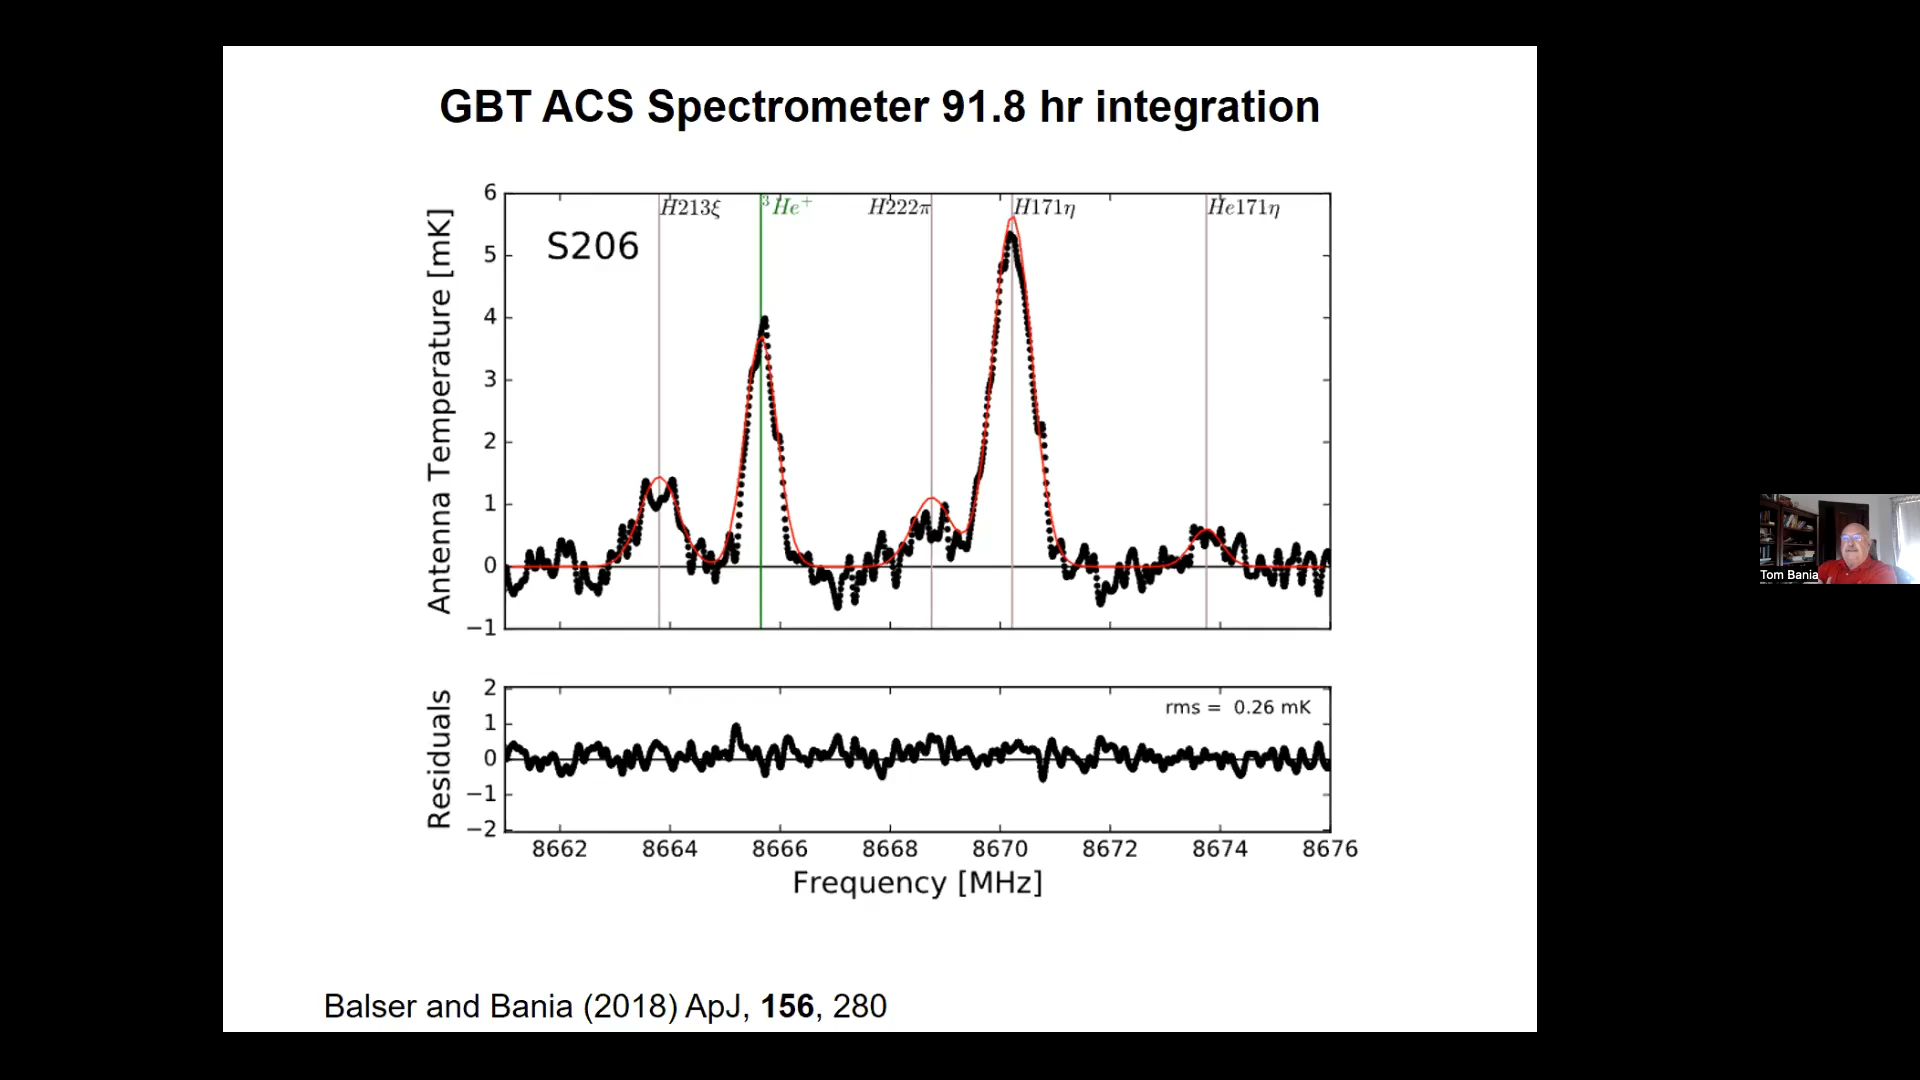 GBT ACS Spectrometer 91.8 hr integration
H213ξ
³He⁺
H222π
H171η
He171η
S206
Antenna Temperature [mK]
6
5
4
3
2
1
0
−1
Residuals
2
1
0
−1
−2
rms = 0.26 mK
8662 8664 8666 8668 8670 8672 8674 8676
Frequency [MHz]
Balser and Bania (2018) ApJ, 156, 280
Tom Bania